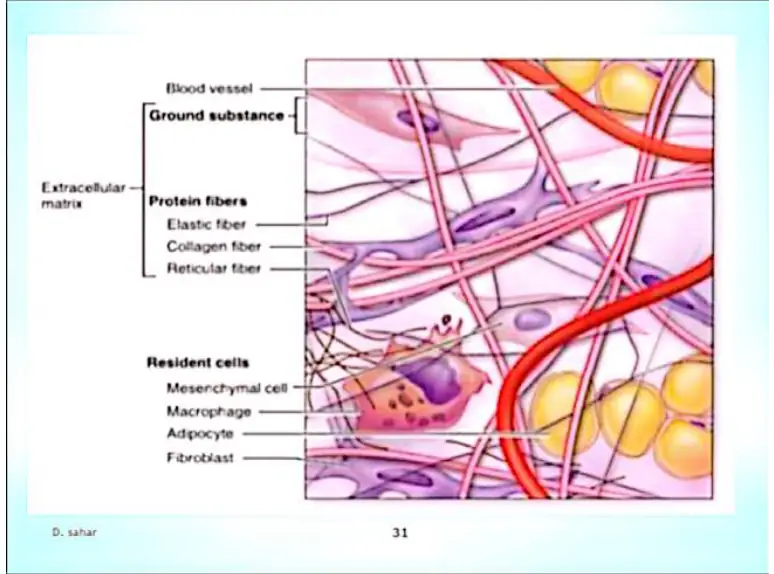 Blood vessel
Ground substance
Extracellular
matrix
Protein fibers
Elastic fiber
Collagen fiber
Reticular fiber
Resident cells
Mesenchymal cell
Macrophage
Adipocyte
Fibroblast
D. sahar
31